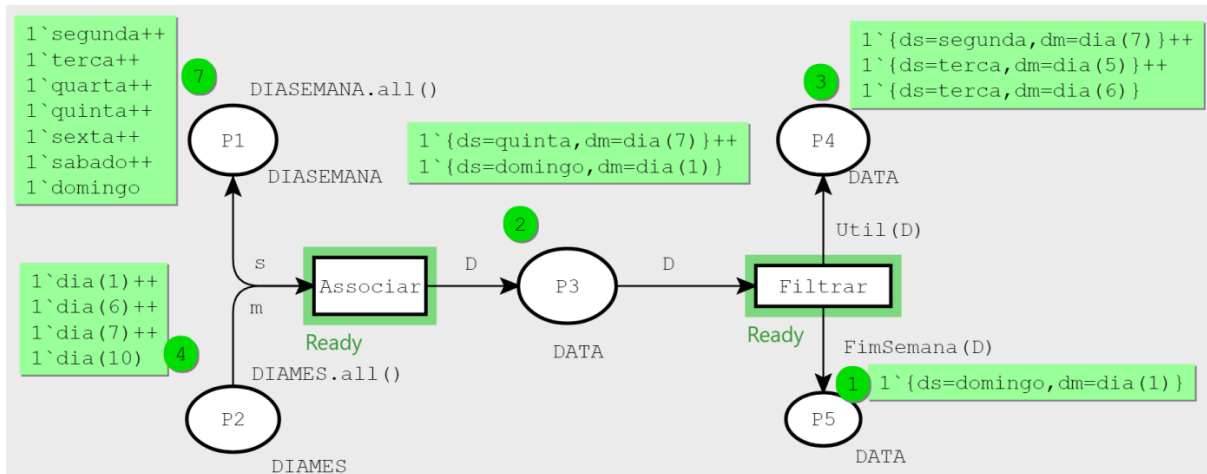 1`segunda++
1`terca++
1`quarta++
1`quinta++
1`sexta++
1`sabado++
1`domingo
7
DIASEMANA.all()
P1
DIASEMANA
1`{ds=quinta,dm=dia(7)}++
1`{ds=domingo,dm=dia(1)}
2
3
1`{ds=segunda,dm=dia(7)}++
1`{ds=terca,dm=dia(5)}++
1`{ds=terca,dm=dia(6)}
P4
DATA
Util(D)
1`dia(1)++
1`dia(6)++
1`dia(7)++
1`dia(10)
4
s
m
Associar
Ready
D
P3
DATA
D
Filtrar
Ready
DIAMES.all()
P2
DIAMES
FimSemana(D)
1
1`{ds=domingo,dm=dia(1)}
P5
DATA